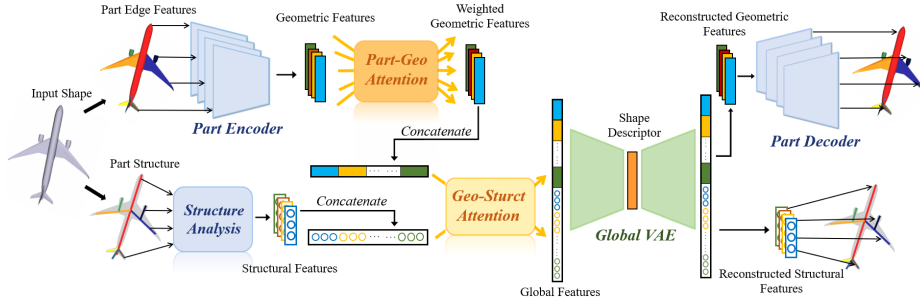 Part Edge Features
Geometric Features
Weighted
Geometric Features
Reconstructed Geometric
Features
Part-Geo
Attention
Input Shape
Part Encoder
Part Decoder
Shape
Descriptor
Concatenate
Part Structure
Structure
Analysis
Concatenate
Geo-Sturct
Attention
Global VAE
Structural Features
Global Features
Reconstructed Structural
Features